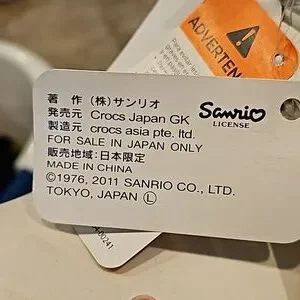 ADVERTEN
Para evitar
著　作 (株)サンリオ
発売元 Crocs Japan GK
製造元 crocs asia pte. ltd.
FOR SALE IN JAPAN ONLY
販売地域:日本限定
MADE IN CHINA
©1976, 2011 SANRIO CO., LTD.
TOKYO, JAPAN Ⓛ
Sanrio
LICENSE